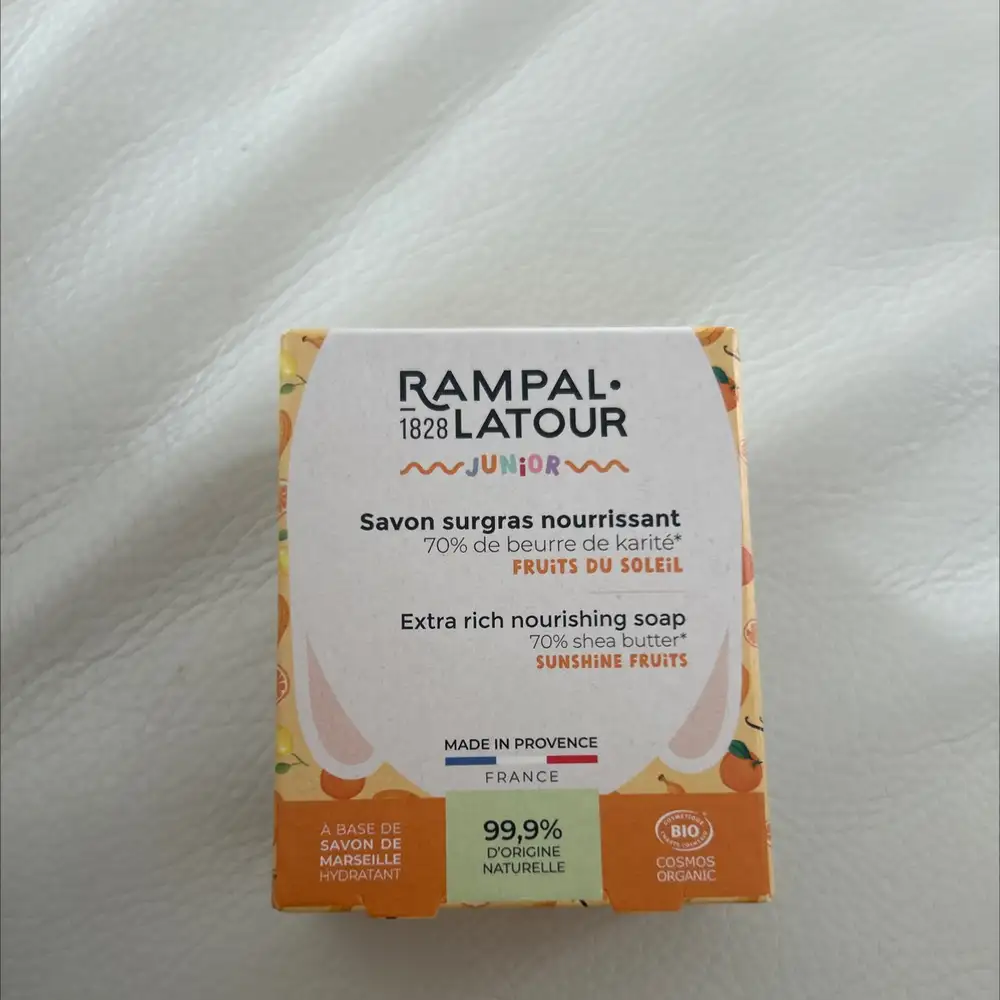 RAMPAL·
1828 LATOUR
JUNiOR
Savon surgras nourrissant
70% de beurre de karité*
FRUiTS DU SOLEiL
Extra rich nourishing soap
70% shea butter*
SUNSHiNE FRUiTS
MADE IN PROVENCE
FRANCE
À BASE DE
SAVON DE
MARSEILLE
HYDRATANT
99,9%
D'ORIGINE
NATURELLE
BIO
COSMOS
ORGANIC